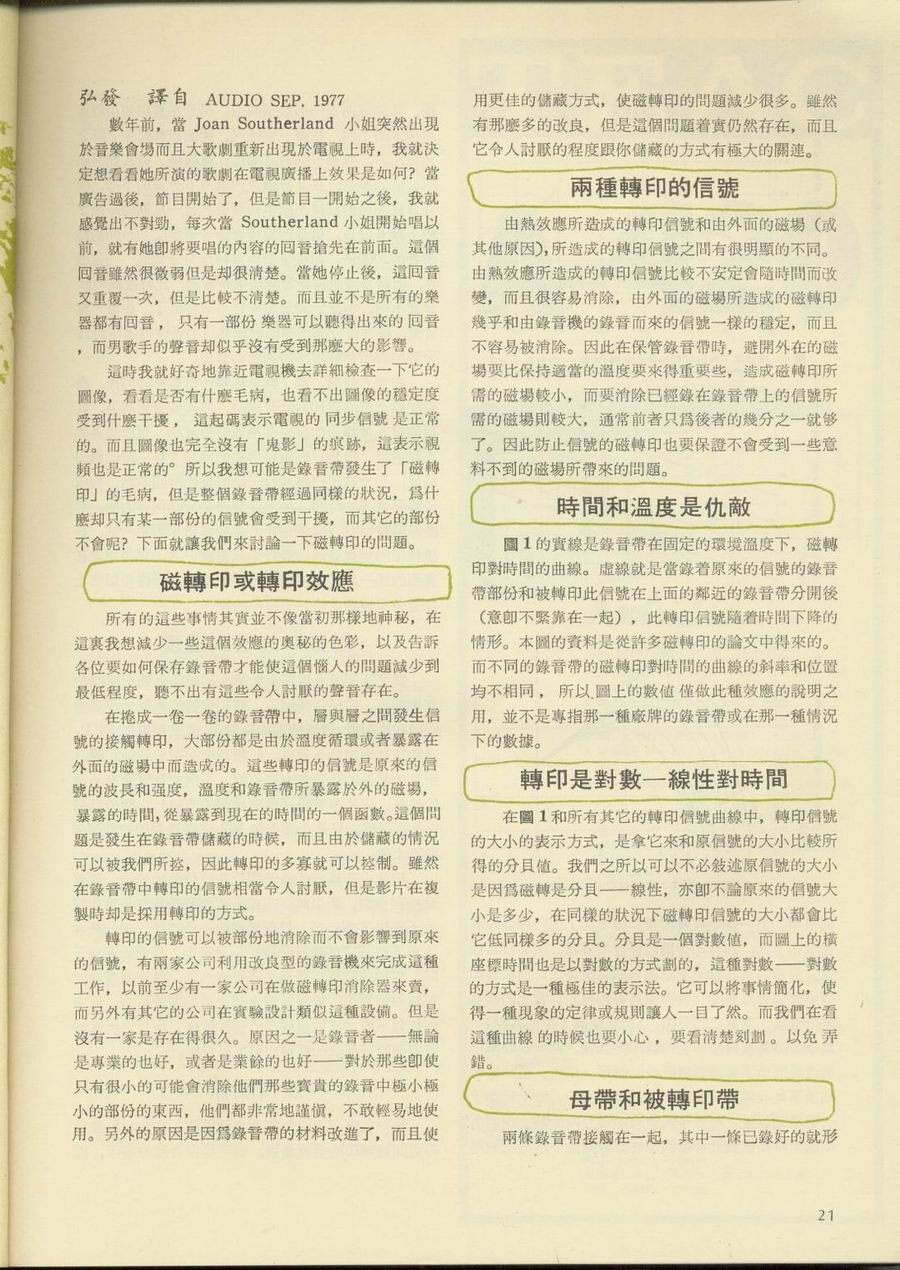 弘發　譯自 AUDIO SEP. 1977
數年前，當 Joan Southerland 小姐突然出現
於音樂會場而且大歌劇重新出現於電視上時，我就決
定想看看她所演的歌劇在電視廣播上效果是如何？當
廣告過後，節目開始了，但是節目一開始之後，我就
感覺出不對勁，每次當 Southerland 小姐開始唱以
前，就有她卽將要唱的內容的回音搶先在前面。這個
回音雖然很微弱但是却很清楚。當她停止後，這回音
又重覆一次，但是比較不清楚。而且並不是所有的樂
器都有回音，只有一部份樂器可以聽得出來的回音
，而男歌手的聲音却似乎沒有受到那麼大的影響。
這時我就好奇地靠近電視機去詳細檢查一下它的
圖像，看看是否有什麼毛病，也看不出圖像的穩定度
受到什麼干擾，這起碼表示電視的同步信號是正常
的。而且圖像也完全沒有「鬼影」的痕跡，這表示視
頻也是正常的。所以我想可能是錄音帶發生了「磁轉
印」的毛病，但是整個錄音帶經過同樣的狀況，爲什
麼却只有某一部份的信號會受到干擾，而其它的部份
不會呢？下面就讓我們來討論一下磁轉印的問題。
磁轉印或轉印效應
所有的這些事情其實並不像當初那樣地神秘，在
這裏我想減少一些這個效應的奧秘的色彩，以及告訴
各位要如何保存錄音帶才能使這個惱人的問題減少到
最低程度，聽不出有這些令人討厭的聲音存在。
在捲成一卷一卷的錄音帶中，層與層之間發生信
號的接觸轉印，大部份都是由於溫度循環或者暴露在
外面的磁場中而造成的。這些轉印的信號是原來的信
號的波長和强度，溫度和錄音帶所暴露於外的磁場，
暴露的時間，從暴露到現在的時間的一個函數。這個問
題是發生在錄音帶儲藏的時候，而且由於儲藏的情況
可以被我們所控，因此轉印的多寡就可以控制。雖然
在錄音帶中轉印的信號相當令人討厭，但是影片在複
製時却是採用轉印的方式。
轉印的信號可以被部份地消除而不會影響到原來
的信號，有兩家公司利用改良型的錄音機來完成這種
工作，以前至少有一家公司在做磁轉印消除器來賣，
而另外有其它的公司在實驗設計類似這種設備。但是
沒有一家是存在得很久。原因之一是錄音者——無論
是專業的也好，或者是業餘的也好——對於那些卽使
只有很小的可能會消除他們那些寶貴的錄音中極小極
小的部份的東西，他們都非常地謹愼，不敢輕易地使
用。另外的原因是因爲錄音帶的材料改進了，而且使
用更佳的儲藏方式，使磁轉印的問題減少很多。雖然
有那麼多的改良，但是這個問題着實仍然存在，而且
它令人討厭的程度跟你儲藏的方式有極大的關連。
兩種轉印的信號
由熱效應所造成的轉印信號和由外面的磁場（或
其他原因），所造成的轉印信號之間有很明顯的不同。
由熱效應所造成的轉印信號比較不安定會隨時間而改
變，而且很容易消除，由外面的磁場所造成的磁轉印
幾乎和由錄音機的錄音而來的信號一樣的穩定，而且
不容易被消除。因此在保管錄音帶時，避開外在的磁
場要比保持適當的溫度要來得重要些，造成磁轉印所
需的磁場較小，而要消除已經錄在錄音帶上的信號所
需的磁場則較大，通常前者只爲後者的幾分之一就够
了。因此防止信號的磁轉印也要保證不會受到一些意
料不到的磁場所帶來的問題。
時間和溫度是仇敵
圖1的實線是錄音帶在固定的環境溫度下，磁轉
印對時間的曲線。虛線就是當錄着原來的信號的錄音
帶部份和被轉印此信號在上面的鄰近的錄音帶分開後
（意卽不緊靠在一起），此轉印信號隨着時間下降的
情形。本圖的資料是從許多磁轉印的論文中得來的。
而不同的錄音帶的磁轉印對時間的曲線的斜率和位置
均不相同，所以圖上的數値僅做此種效應的說明之
用，並不是專指那一種廠牌的錄音帶或在那一種情況
下的數據。
轉印是對數—線性對時間
在圖1和所有其它的轉印信號曲線中，轉印信號
的大小的表示方式，是拿它來和原信號的大小比較所
得的分貝値。我們之所以可以不必敍述原信號的大小
是因爲磁轉是分貝——線性，亦卽不論原來的信號大
小是多少，在同樣的狀況下磁轉印信號的大小都會比
它低同樣多的分貝。分貝是一個對數値，而圖上的橫
座標時間也是以對數的方式劃的，這種對數——對數
的方式是一種極佳的表示法。它可以將事情簡化，使
得一種現象的定律或規則讓人一目了然。而我們在看
這種曲線的時候也要小心，要看清楚刻劃。以免弄
錯。
母帶和被轉印帶
兩條錄音帶接觸在一起，其中一條已錄好的就形
21